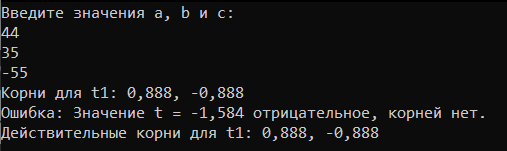 Введите значения a, b и c:
44
35
-55
Корни для t1: 0,888, -0,888
Ошибка: Значение t = -1,584 отрицательное, корней нет.
Действительные корни для t1: 0,888, -0,888